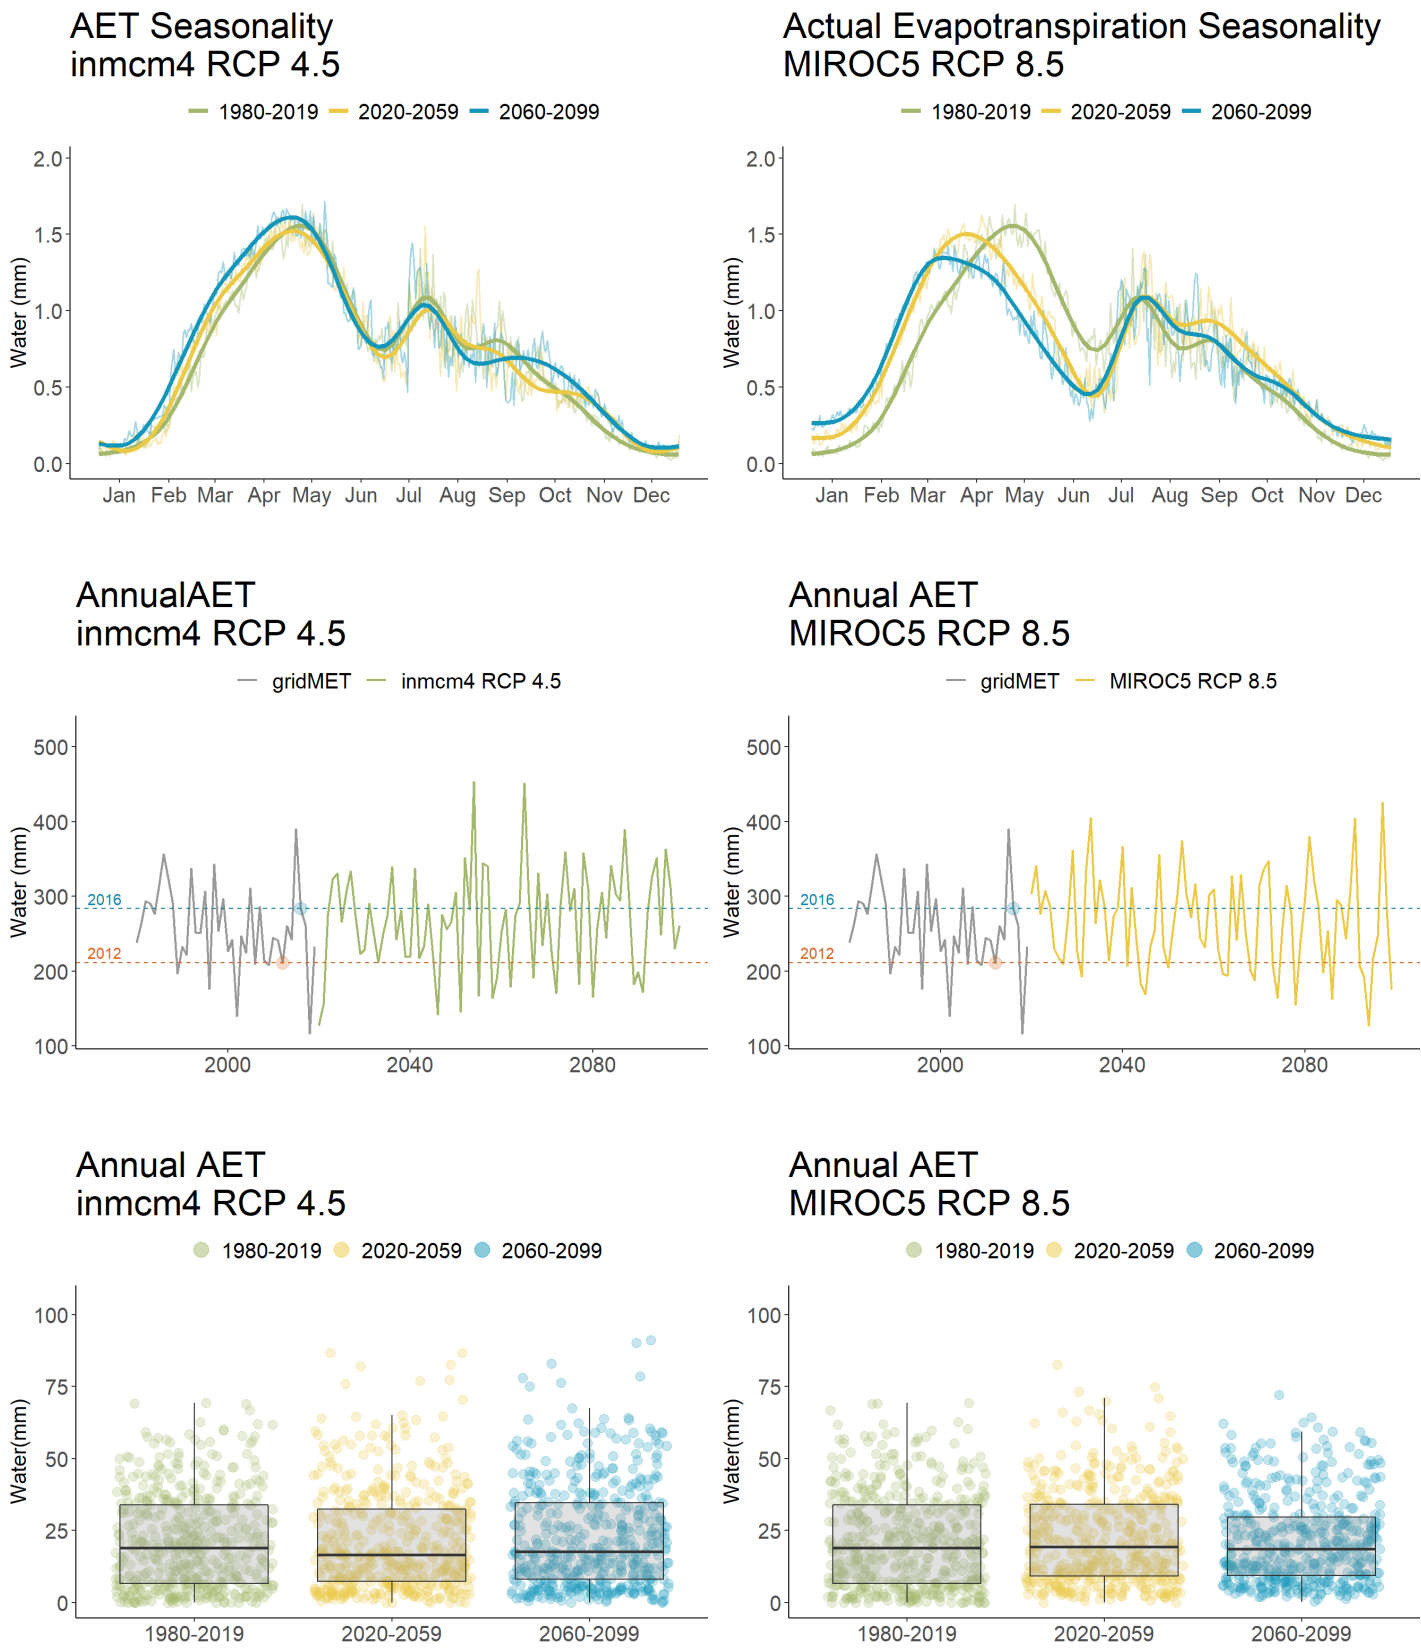 AET Seasonality
inmcm4 RCP 4.5
1980-2019 2020-2059 2060-2099
2.0
1.5
1.0
0.5
0.0
Water (mm)
Jan Feb Mar Apr May Jun Jul Aug Sep Oct Nov Dec
Actual Evapotranspiration Seasonality
MIROC5 RCP 8.5
1980-2019 2020-2059 2060-2099
2.0
1.5
1.0
0.5
0.0
Water (mm)
Jan Feb Mar Apr May Jun Jul Aug Sep Oct Nov Dec
AnnualAET
inmcm4 RCP 4.5
gridMET inmcm4 RCP 4.5
500
400
300
200
100
Water (mm)
2016
2012
2000 2040 2080
Annual AET
MIROC5 RCP 8.5
gridMET MIROC5 RCP 8.5
500
400
300
200
100
Water (mm)
2016
2012
2000 2040 2080
Annual AET
inmcm4 RCP 4.5
1980-2019 2020-2059 2060-2099
100
75
50
25
0
Water(mm)
1980-2019 2020-2059 2060-2099
Annual AET
MIROC5 RCP 8.5
1980-2019 2020-2059 2060-2099
100
75
50
25
0
Water(mm)
1980-2019 2020-2059 2060-2099